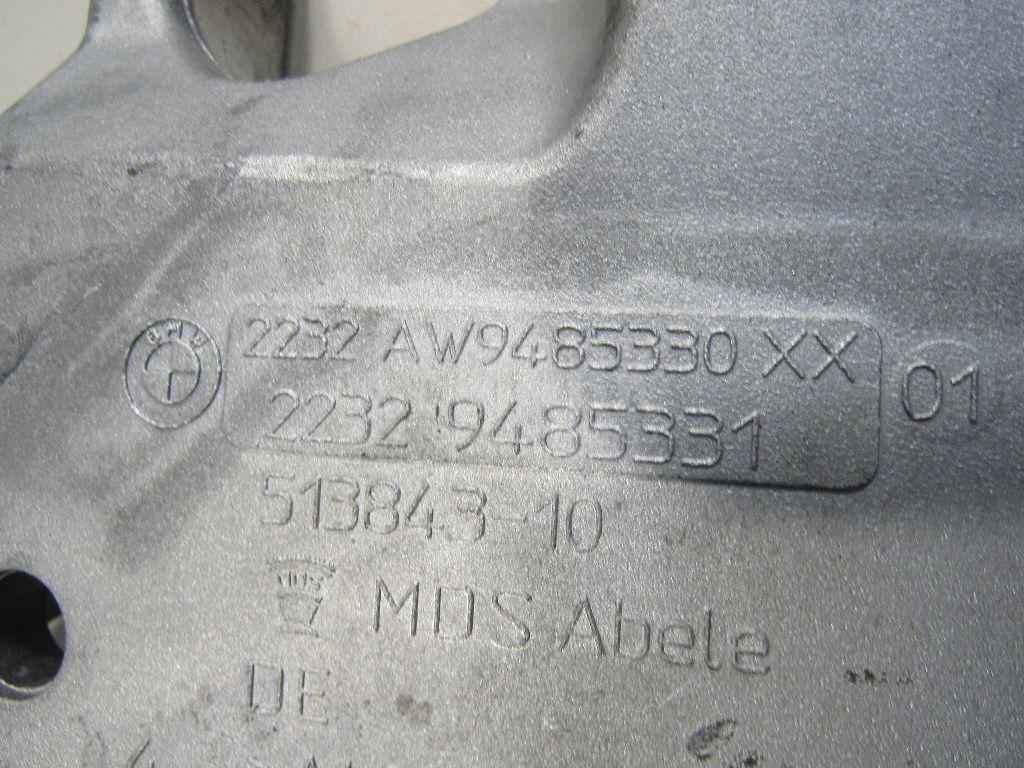 2232 AW9485330 XX
2232 9485331
01
513843-10
MDS Abele
DE